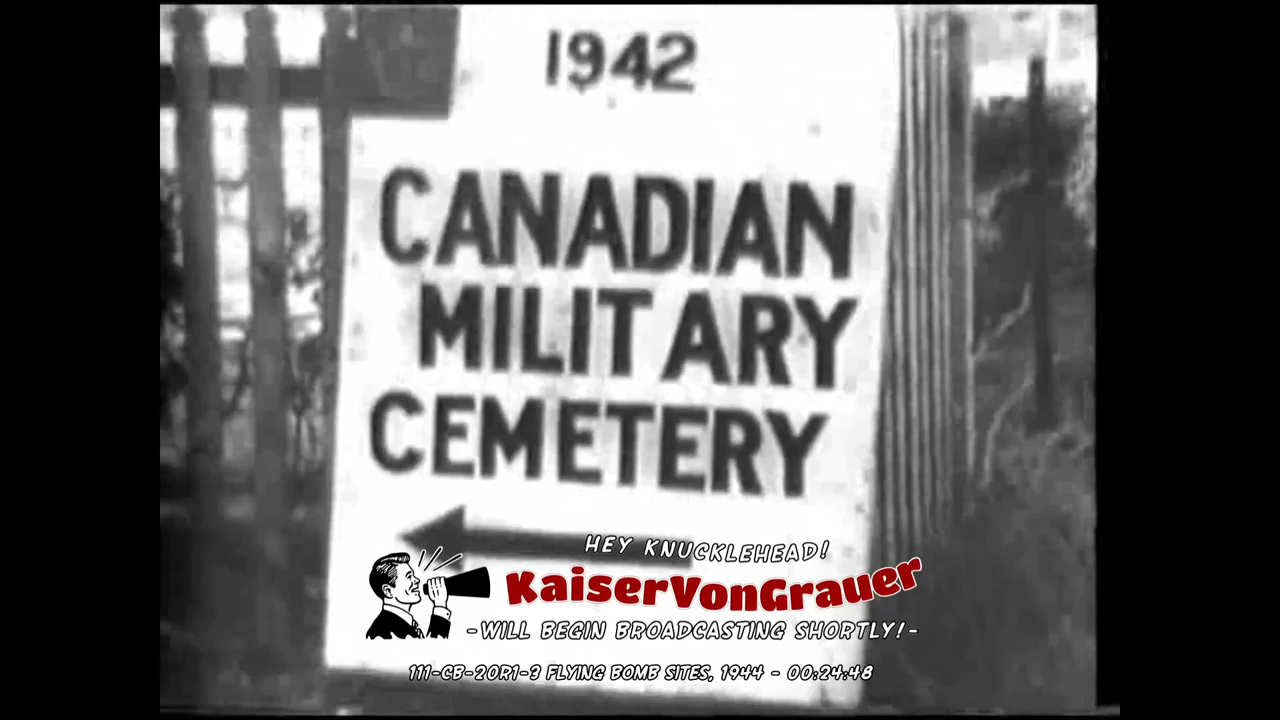 1942
CANADIAN
MILITARY
CEMETERY
HEY KNUCKLEHEAD!
KaiserVonGrauer
-WILL BEGIN BROADCASTING SHORTLY!-
111-CB-20R1-3 FLYING BOMB SITES, 1944 - 00:24:48